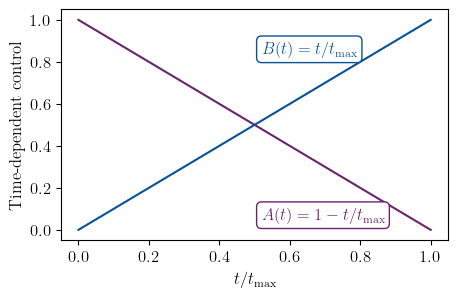 Time-dependent control
1.0
0.8
0.6
0.4
0.2
0.0
B(t) = t/t_max
A(t) = 1 − t/t_max
0.0 0.2 0.4 0.6 0.8 1.0
t/t_max